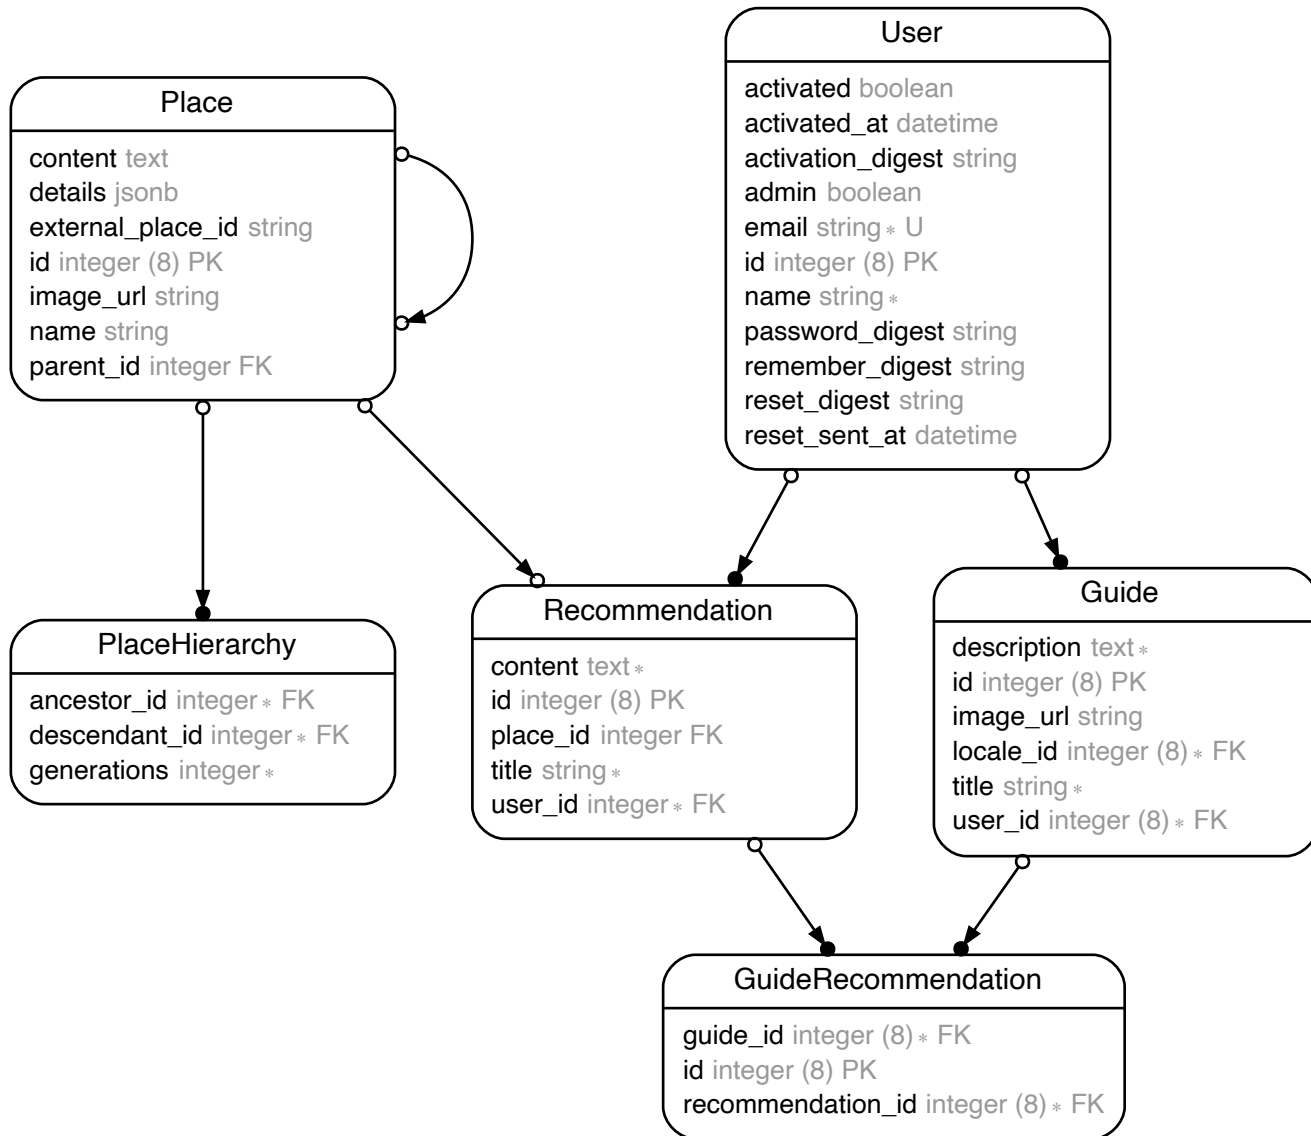 User
activated boolean
activated_at datetime
activation_digest string
admin boolean
email string* U
id integer (8) PK
name string*
password_digest string
remember_digest string
reset_digest string
reset_sent_at datetime
Place
content text
details jsonb
external_place_id string
id integer (8) PK
image_url string
name string
parent_id integer FK
PlaceHierarchy
ancestor_id integer* FK
descendant_id integer* FK
generations integer*
Recommendation
content text*
id integer (8) PK
place_id integer FK
title string*
user_id integer* FK
Guide
description text*
id integer (8) PK
image_url string
locale_id integer (8)* FK
title string*
user_id integer (8)* FK
GuideRecommendation
guide_id integer (8)* FK
id integer (8) PK
recommendation_id integer (8)* FK